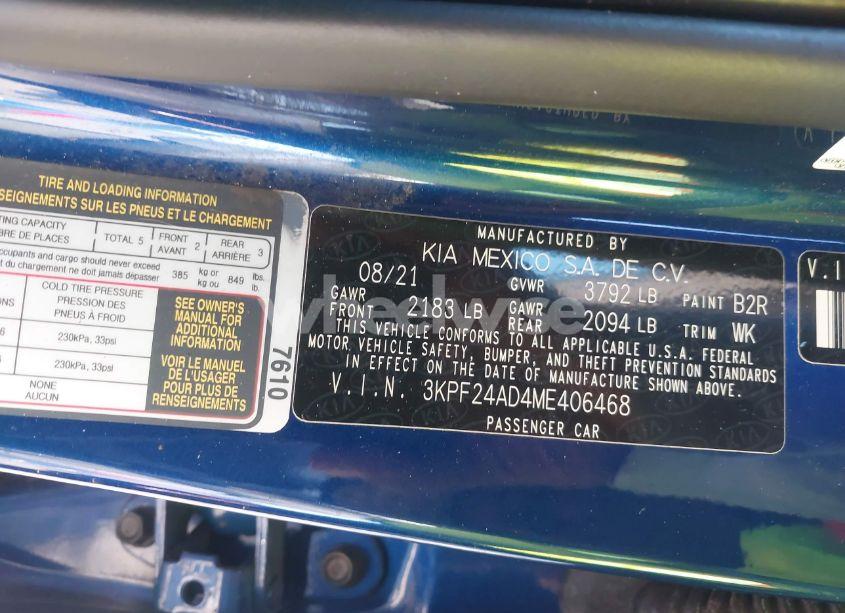 TIRE AND LOADING INFORMATION
ENSEIGNEMENTS SUR LES PNEUS ET LE CHARGEMENT
TING CAPACITY
BRE DE PLACES
TOTAL 5
FRONT
AVANT 2
REAR
ARRIÈRE 3
occupants and cargo should never exceed
t du chargement ne doit jamais dépasser
385 kg or
kg ou
849 lbs.
lb.
COLD TIRE PRESSURE
PRESSION DES
PNEUS À FROID
230kPa, 33psi
230kPa, 33psi
NONE
AUCUN
SEE OWNER'S
MANUAL FOR
ADDITIONAL
INFORMATION
VOIR LE MANUEL
DE L'USAGER
POUR PLUS DE
RENSEIGNEMENTS
7610
MANUFACTURED BY
KIA MEXICO S.A. DE C.V.
08/21 GVWR 3792 LB PAINT B2R
GAWR FRONT 2183 LB GAWR REAR 2094 LB TRIM WK
THIS VEHICLE CONFORMS TO ALL APPLICABLE U.S.A. FEDERAL
MOTOR VEHICLE SAFETY, BUMPER, AND THEFT PREVENTION STANDARDS
IN EFFECT ON THE DATE OF MANUFACTURE SHOWN ABOVE.
V.I.N. 3KPF24AD4ME406468
PASSENGER CAR
V.I